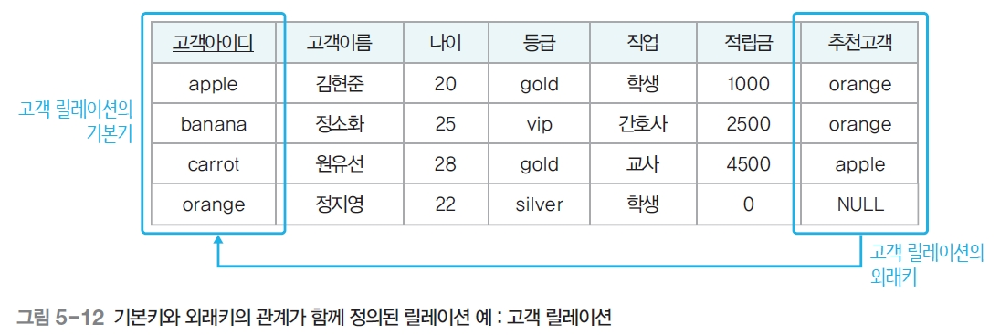 고객아이디 고객이름 나이 등급 직업 적립금 추천고객
apple 김현준 20 gold 학생 1000 orange
고객 릴레이션의
기본키
banana 정소화 25 vip 간호사 2500 orange
carrot 원유선 28 gold 교사 4500 apple
orange 정지영 22 silver 학생 0 NULL
고객 릴레이션의
외래키
그림 5-12 기본키와 외래키의 관계가 함께 정의된 릴레이션 예 : 고객 릴레이션